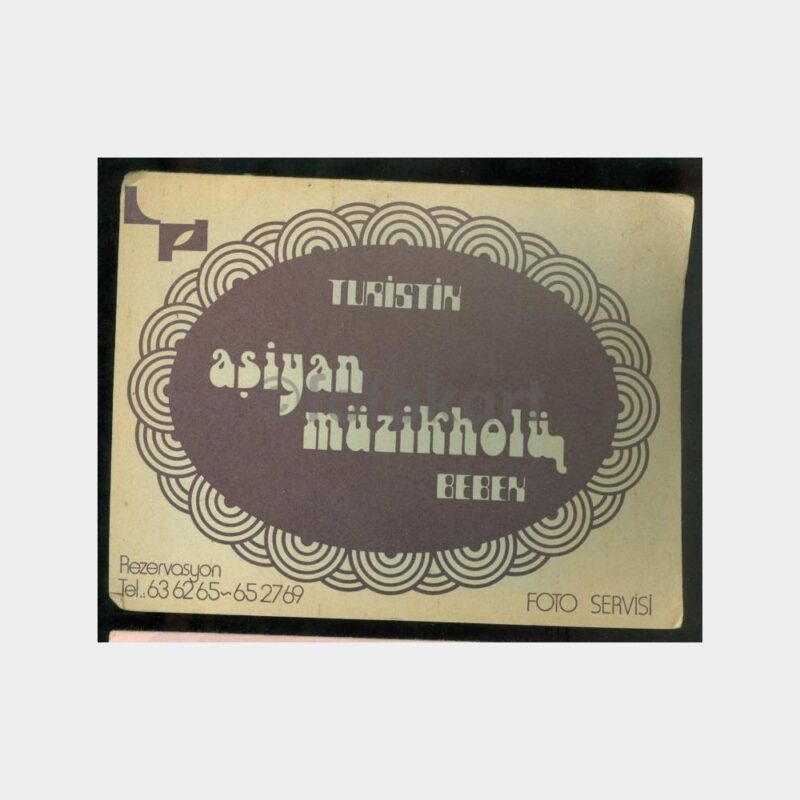 TURİSTİK
aşiyan
müzikholü
BEBEK
Rezervasyon
Tel.: 63 62 65~65 27 69
FOTO SERVİSİ